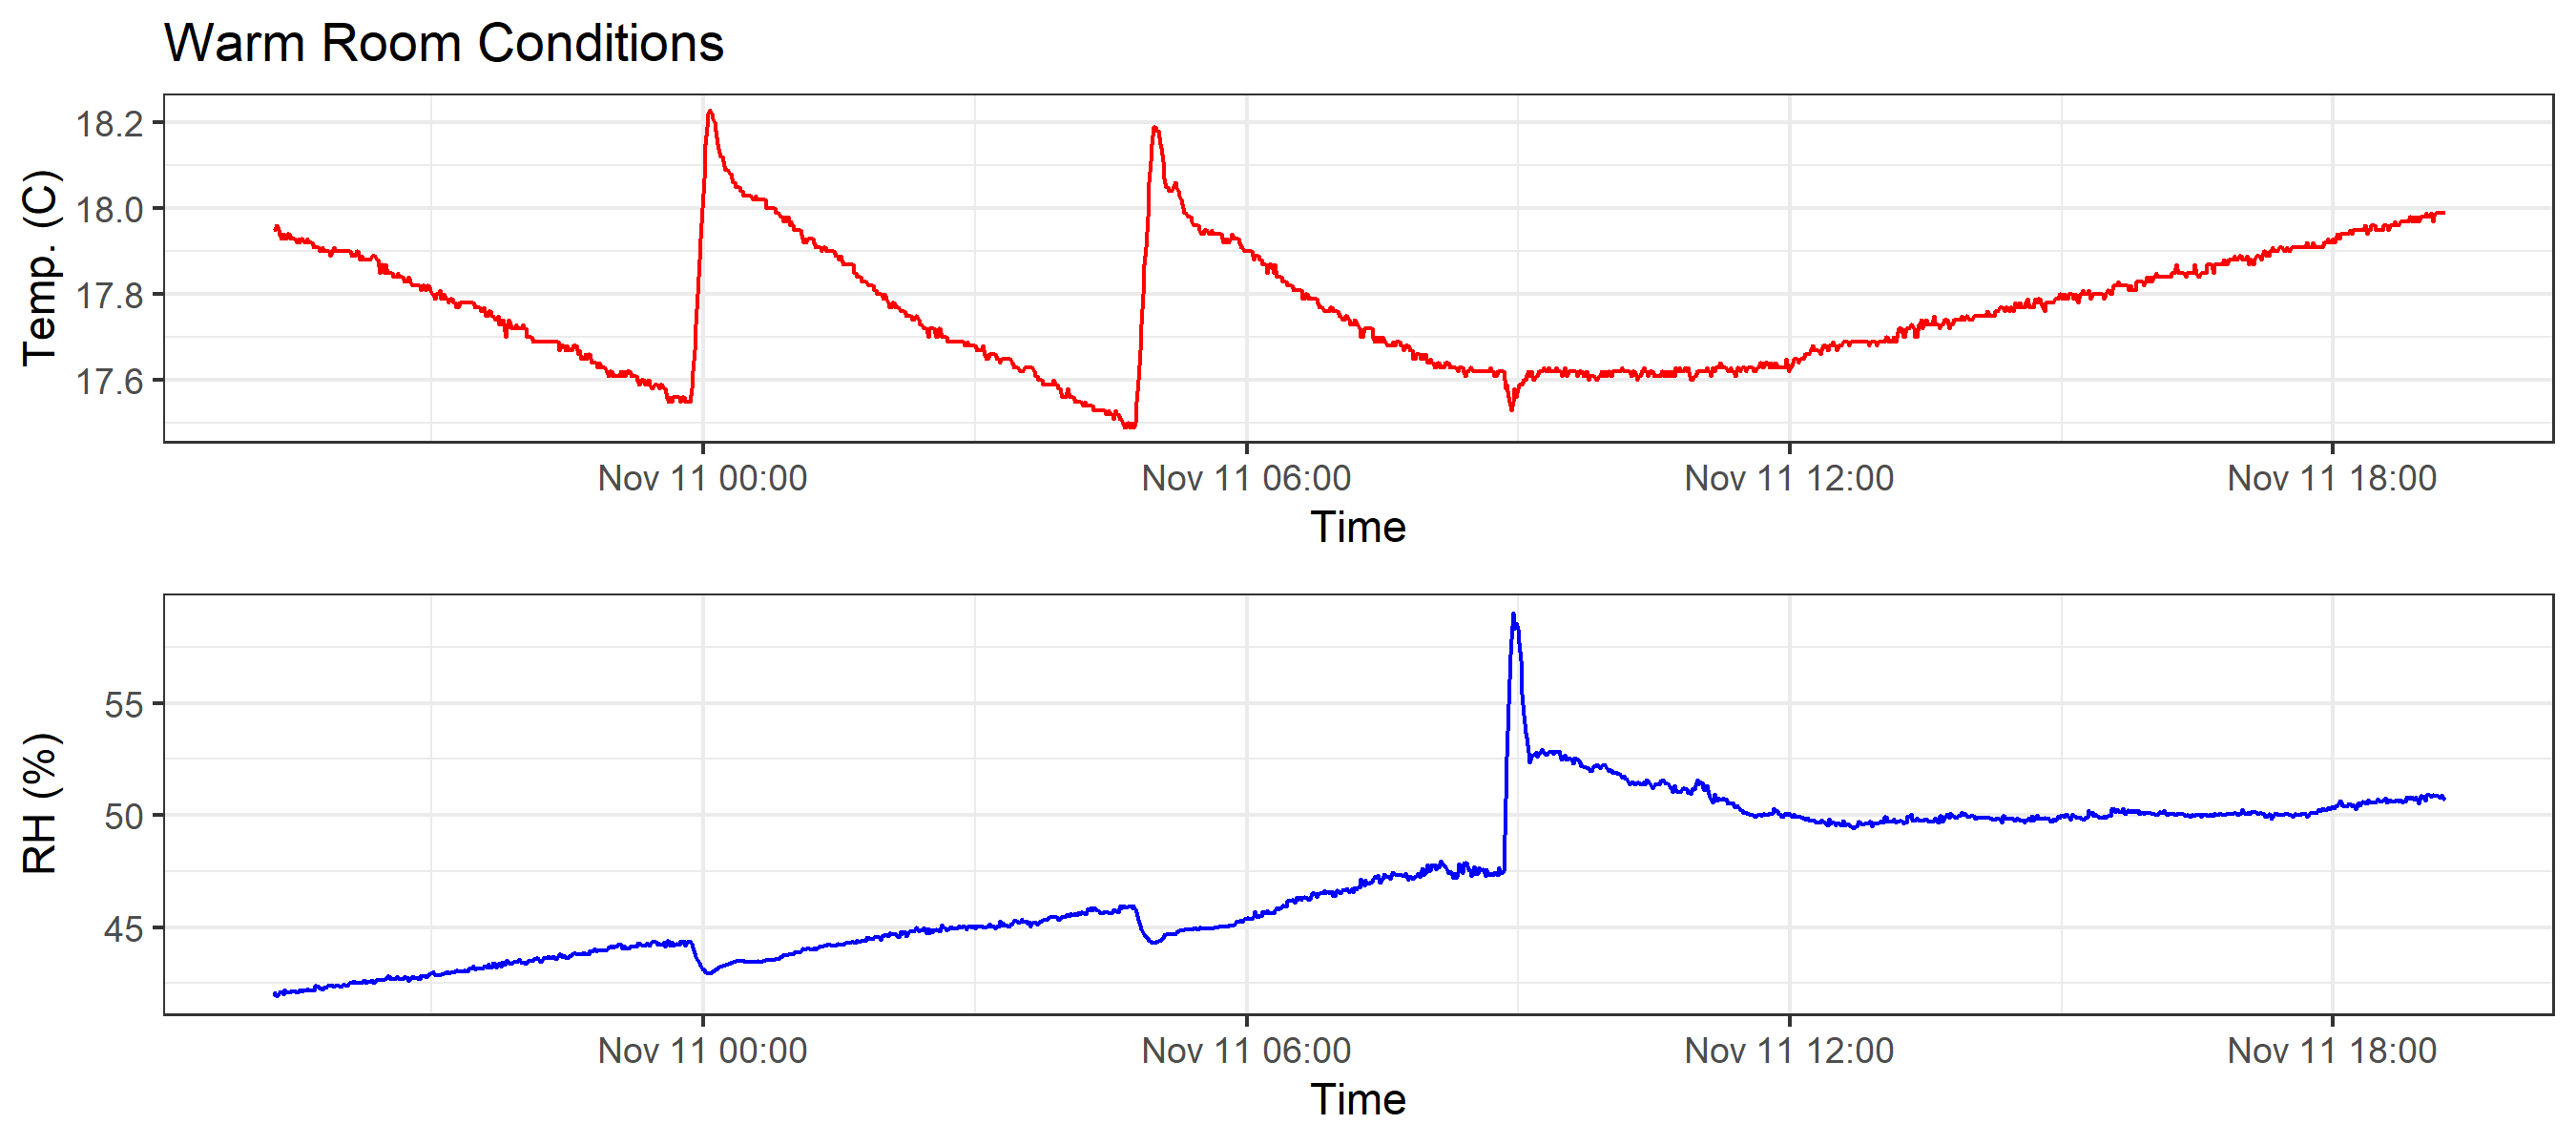 Warm Room Conditions
Temp. (C)
18.2
18.0
17.8
17.6
Nov 11 00:00 Nov 11 06:00 Nov 11 12:00 Nov 11 18:00
Time
RH (%)
55
50
45
Nov 11 00:00 Nov 11 06:00 Nov 11 12:00 Nov 11 18:00
Time